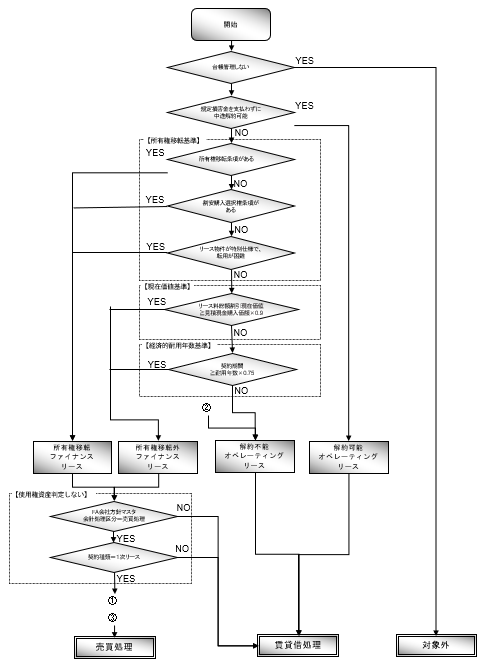 開始
台帳管理しない
YES
規定損害金を支払わずに
中途解約可能
YES
NO
【所有権移転基準】
YES
所有権移転条項がある
NO
YES
割安購入選択権条項が
ある
NO
YES
リース物件が特別仕様で、
転用が困難
NO
【現在価値基準】
YES
リース料総額割引現在価値
≧見積現金購入価額×0.9
NO
【経済的耐用年数基準】
YES
契約期間
≧耐用年数×0.75
NO
②
所有権移転
ファイナンス
リース
所有権移転外
ファイナンス
リース
解約不能
オペレーティング
リース
解約可能
オペレーティング
リース
【使用権資産判定しない】
FA会社方針マスタ
会計処理区分＝売買処理
NO
YES
契約種類＝1次リース
NO
YES
①
③
売買処理
賃貸借処理
対象外